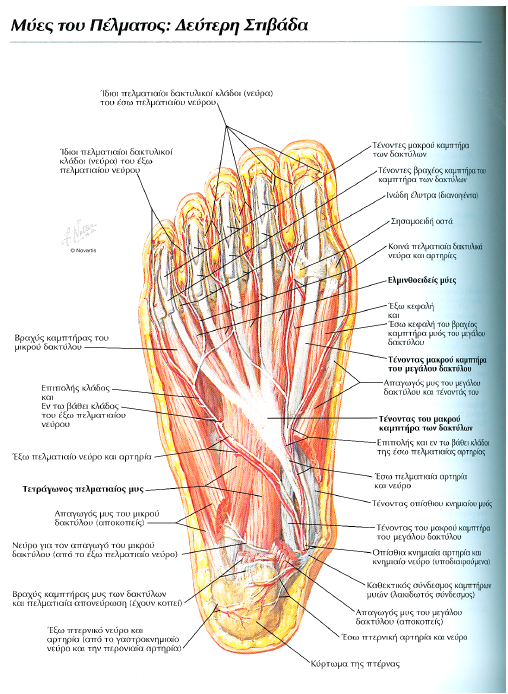 Μύες του Πέλματος: Δεύτερη Στιβάδα
Ίδιοι πελματιαίοι δακτυλικοί κλάδοι (νεύρα)
του έσω πελματιαίου νεύρου
Ίδιοι πελματιαίοι δακτυλικοί
κλάδοι (νεύρα) του έξω
πελματιαίου νεύρου
© Novartis
Βραχύς καμπτήρας του
μικρού δακτύλου
Επιπολής κλάδος
και
Εν τω βάθει κλάδος
του έξω πελματιαίου
νεύρου
Έξω πελματιαίο νεύρο και αρτηρία
Τετράγωνος πελματιαίος μυς
Απαγωγός μυς του μικρού
δακτύλου (αποκοπείς)
Νεύρο για τον απαγωγό του μικρού
δακτύλου (από το έξω πελματιαίο νεύρο)
Βραχύς καμπτήρας μυς των δακτύλων
και πελματιαία απονεύρωση (έχουν κοπεί)
Έξω πτερνικό νεύρο και
αρτηρία (από το γαστροκνημιαίο
νεύρο και την περονιαία αρτηρία)
Τένοντες μακρού καμπτήρα
των δακτύλων
Τένοντες βραχέος καμπτήρα του
καμπτήρα των δακτύλων
Ινώδη έλυτρα (διανοιγέντα)
Σησαμοειδή οστά
Κοινά πελματιαία δακτυλικά
νεύρα και αρτηρίες
Ελμινθοειδείς μύες
Έξω κεφαλή
και
Έσω κεφαλή του βραχέος
καμπτήρα μυός του μεγάλου
δακτύλου
Τένοντας μακρού καμπτήρα
του μεγάλου δακτύλου
Απαγωγός μυς του μεγάλου
δακτύλου και τένοντάς του
Τένοντας του μακρού
καμπτήρα των δακτύλων
Επιπολής και εν τω βάθει κλάδοι
της έσω πελματιαίας αρτηρίας
Έσω πελματιαία αρτηρία
και νεύρο
Τένοντας οπίσθιου κνημιαίου μυός
Τένοντας του μακρού καμπτήρα
του μεγάλου δακτύλου
Οπίσθια κνημιαία αρτηρία και
κνημιαίο νεύρο (υποδιαιρούμενα)
Καθεκτικός σύνδεσμος καμπτήρων
μυών (λακιδωτός σύνδεσμος)
Απαγωγός μυς του μεγάλου
δακτύλου (αποκοπείς)
Έσω πτερνική αρτηρία και νεύρο
Κύρτωμα της πτέρνας